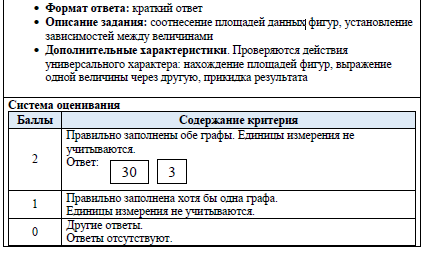 • Формат ответа: краткий ответ
• Описание задания: соотнесение площадей данных фигур, установление
зависимостей между величинами
• Дополнительные характеристики. Проверяются действия
универсального характера: нахождение площадей фигур, выражение
одной величины через другую, прикидка результата
Система оценивания
Баллы Содержание критерия
2 Правильно заполнены обе графы. Единицы измерения не
учитываются.
Ответ: 30 3
1 Правильно заполнена хотя бы одна графа.
Единицы измерения не учитываются.
0 Другие ответы.
Ответы отсутствуют.